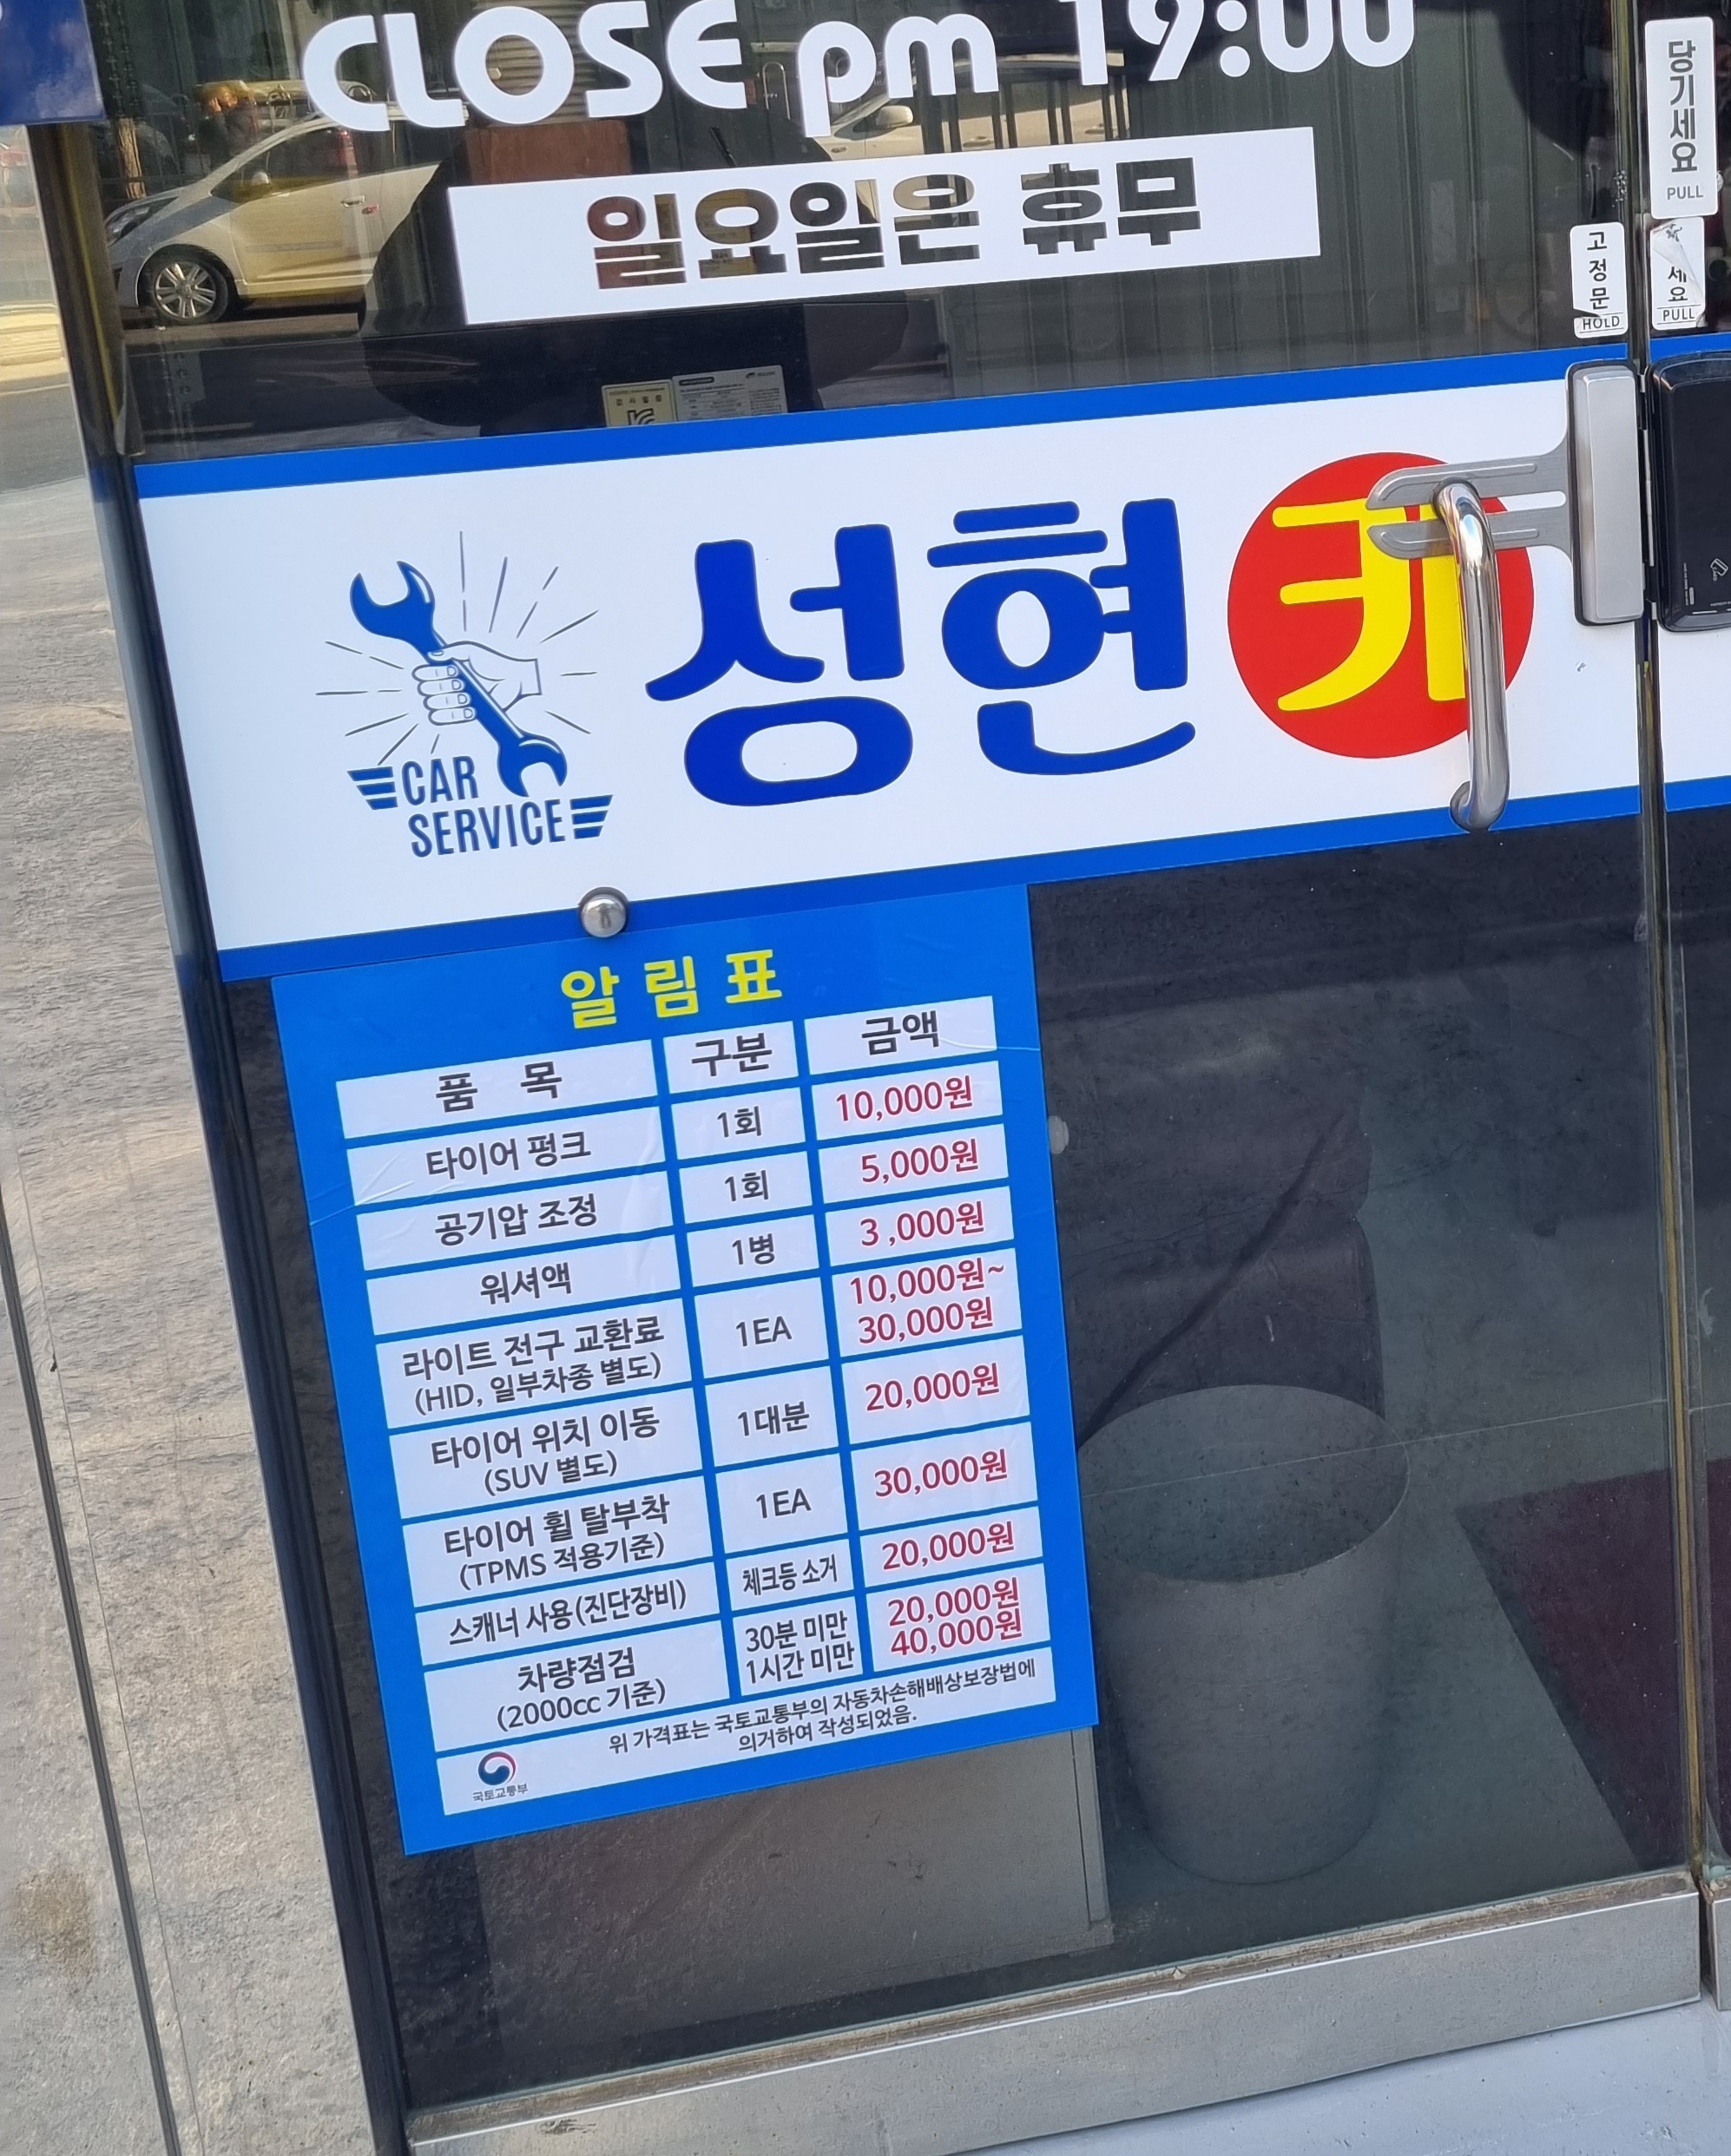 CLOSE pm 19:00
일요일은 휴무
당기세요
PULL
고정문
HOLD
세요
PULL
성현카
CAR
SERVICE
알림표
품 목 구분 금액
타이어 펑크 1회 10,000원
공기압 조정 1회 5,000원
워셔액 1병 3,000원
라이트 전구 교환료 1EA 10,000원~
(HID, 일부차종 별도) 30,000원
타이어 위치 이동 1대분 20,000원
(SUV 별도)
타이어 휠 탈부착 1EA 30,000원
(TPMS 적용기준)
스캐너 사용(진단장비) 체크등 소거 20,000원
차량점검 30분 미만 20,000원
(2000cc 기준) 1시간 미만 40,000원
위 가격표는 국토교통부의 자동차손해배상보장법에
의거하여 작성되었음.
국토교통부